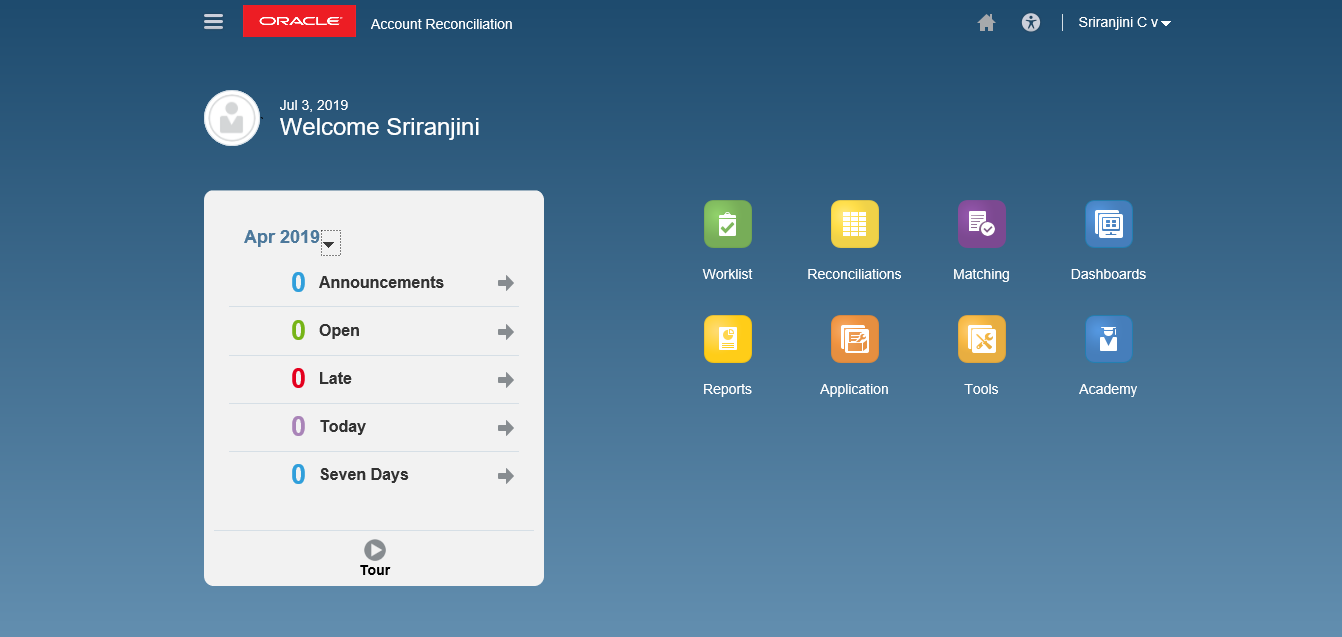 ORACLE Account Reconciliation
Sriranjini C v
Jul 3, 2019
Welcome Sriranjini
Apr 2019
0 Announcements
0 Open
0 Late
0 Today
0 Seven Days
Tour
Worklist Reconciliations Matching Dashboards
Reports Application Tools Academy